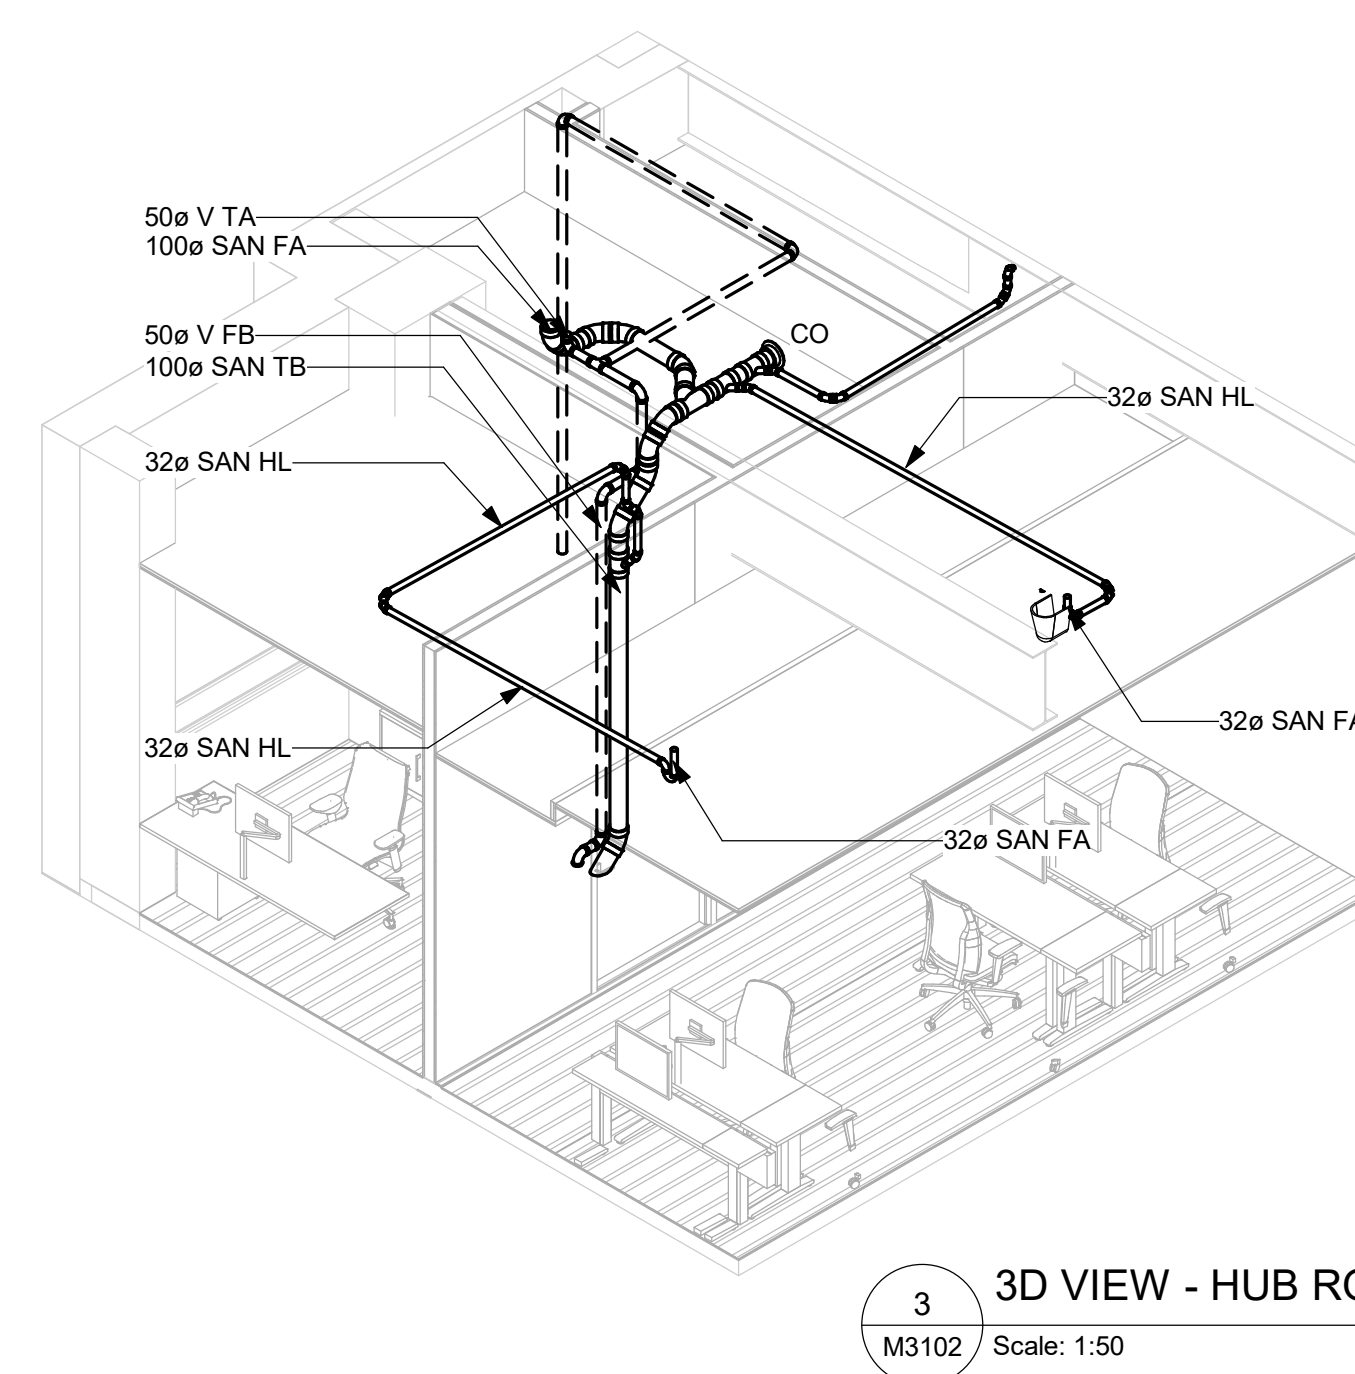 50ø V TA
100ø SAN FA
50ø V FB
100ø SAN TB
CO
32ø SAN HL
32ø SAN HL
32ø SAN FA
32ø SAN HL
32ø SAN FA
3
3D VIEW - HUB RO
M3102
Scale: 1:50